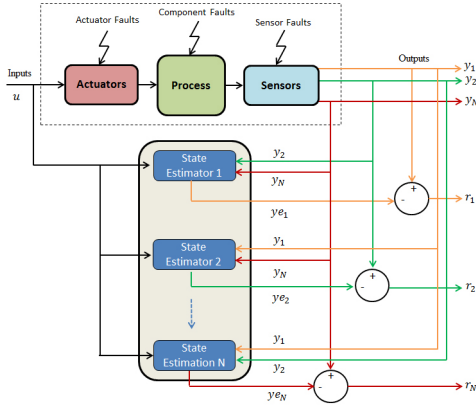 Actuator Faults
Component Faults
Sensor Faults
Inputs
u
Actuators
Process
Sensors
Outputs
y1
y2
yN
State
Estimator 1
y2
yN
ye1
- +
r1
State
Estimator 2
y1
yN
ye2
- +
r2
State
Estimation N
y1
y2
yeN
- +
rN